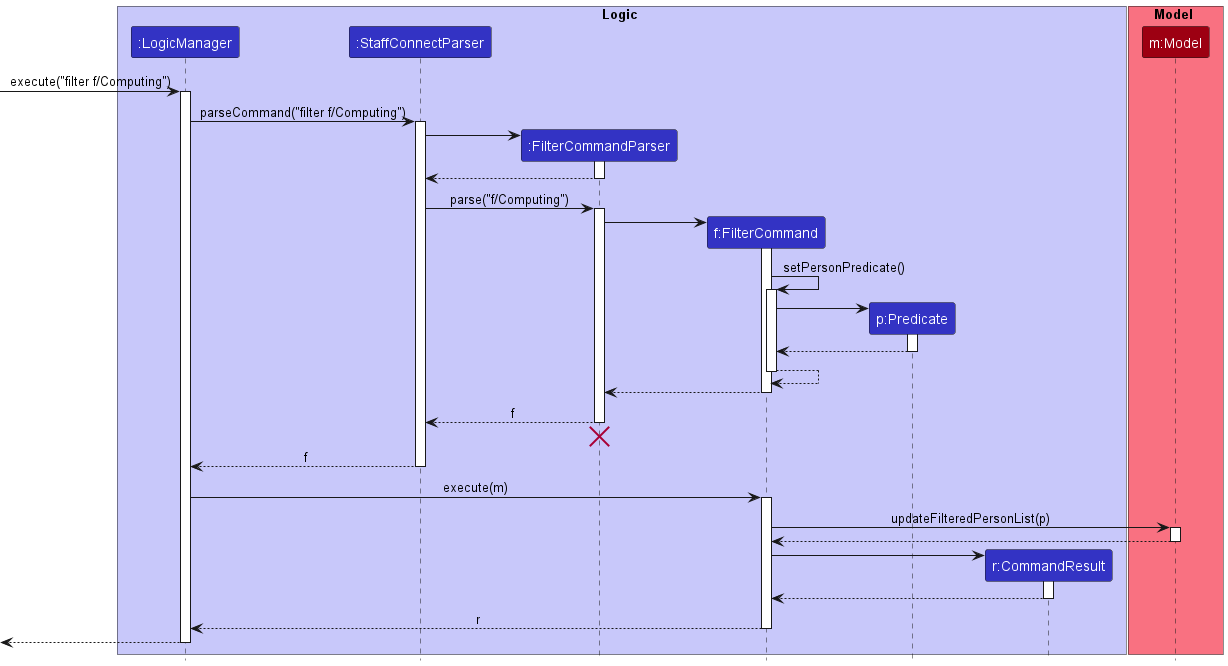 Logic
Model
:LogicManager
:StaffConnectParser
m:Model
execute("filter f/Computing")
parseCommand("filter f/Computing")
:FilterCommandParser
parse("f/Computing")
f:FilterCommand
setPersonPredicate()
p:Predicate
f
f
execute(m)
updateFilteredPersonList(p)
r:CommandResult
r